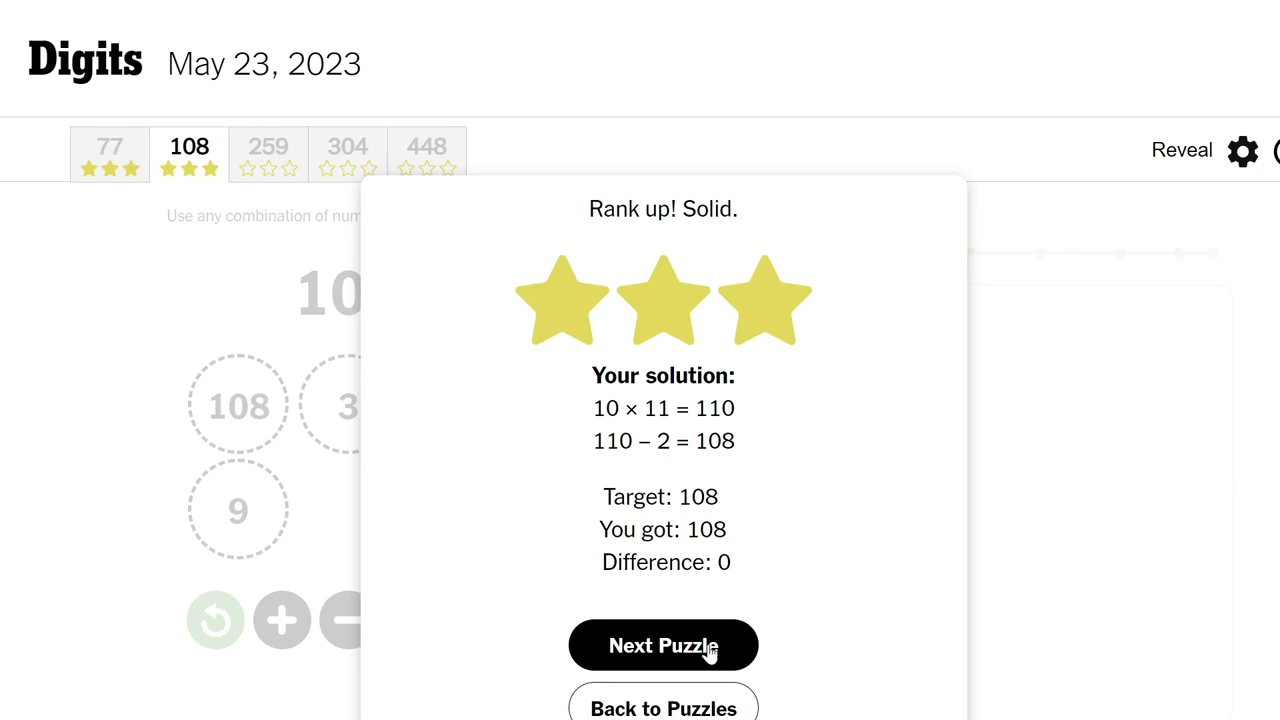 Digits May 23, 2023
77 108 259 304 448
Reveal
Use any combination of num
10
108 3
9
Rank up! Solid.
Your solution:
10 × 11 = 110
110 – 2 = 108
Target: 108
You got: 108
Difference: 0
Next Puzzle
Back to Puzzles